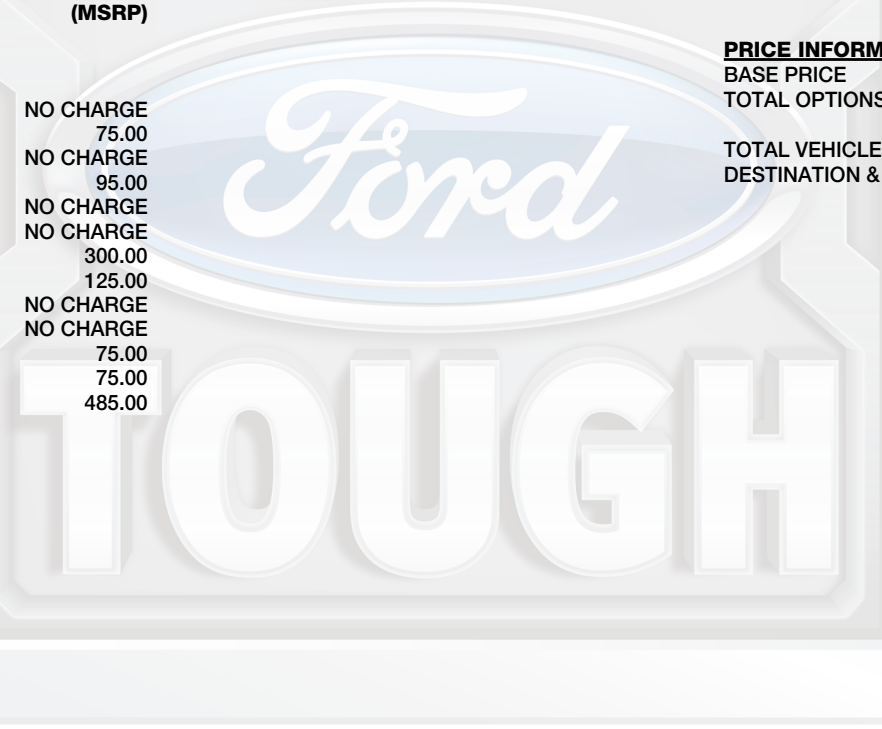 (MSRP)
NO CHARGE
75.00
NO CHARGE
95.00
NO CHARGE
NO CHARGE
300.00
125.00
NO CHARGE
NO CHARGE
75.00
75.00
485.00
PRICE INFORM
BASE PRICE
TOTAL OPTIONS
TOTAL VEHICLE
DESTINATION &
Ford
TOUGH